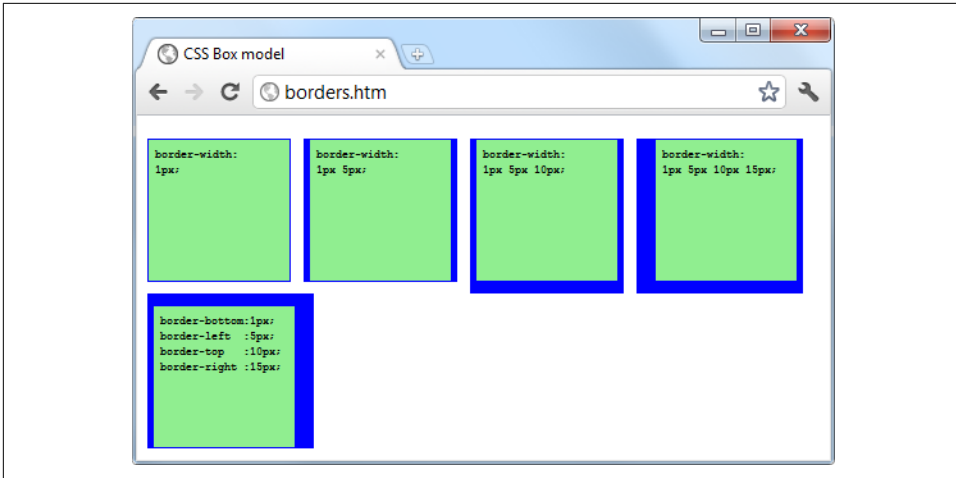 CSS Box model
borders.htm
border-width:
1px;
border-width:
1px 5px;
border-width:
1px 5px 10px;
border-width:
1px 5px 10px 15px;
border-bottom:1px;
border-left  :5px;
border-top   :10px;
border-right :15px;